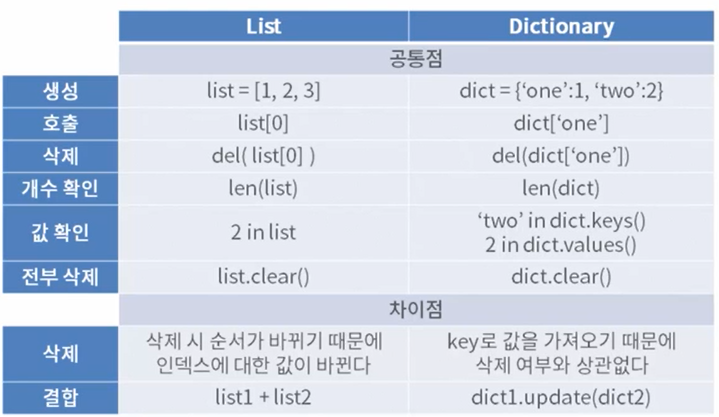 List Dictionary
공통점
생성 list = [1, 2, 3] dict = {‘one’:1, ‘two’:2}
호출 list[0] dict[‘one’]
삭제 del( list[0] ) del(dict[‘one’])
개수 확인 len(list) len(dict)
값 확인 2 in list ‘two’ in dict.keys()
2 in dict.values()
전부 삭제 list.clear() dict.clear()
차이점
삭제 삭제 시 순서가 바뀌기 때문에
인덱스에 대한 값이 바뀐다
key로 값을 가져오기 때문에
삭제 여부와 상관없다
결합 list1 + list2 dict1.update(dict2)